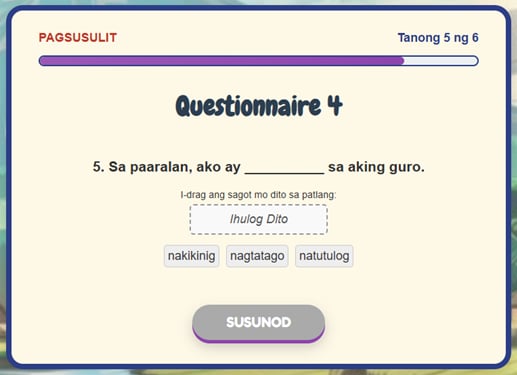 PAGSUSULIT
Tanong 5 ng 6
Questionnaire 4
5. Sa paaralan, ako ay __________ sa aking guro.
I-drag ang sagot mo dito sa patlang:
Ihulog Dito
nakikinig nagtatago natutulog
SUSUNOD